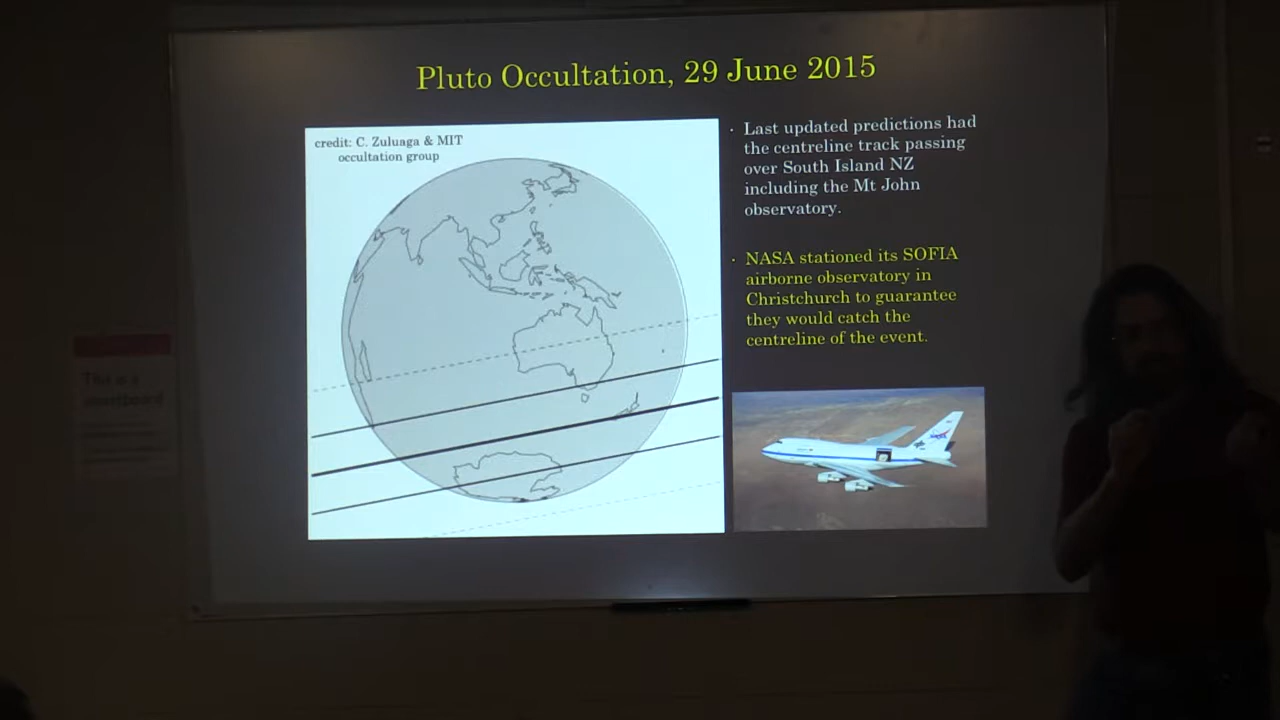 Pluto Occultation, 29 June 2015
credit: C. Zuluaga & MIT
occultation group
· Last updated predictions had
the centreline track passing
over South Island NZ
including the Mt John
observatory.
· NASA stationed its SOFIA
airborne observatory in
Christchurch to guarantee
they would catch the
centreline of the event.
This is a
NASA